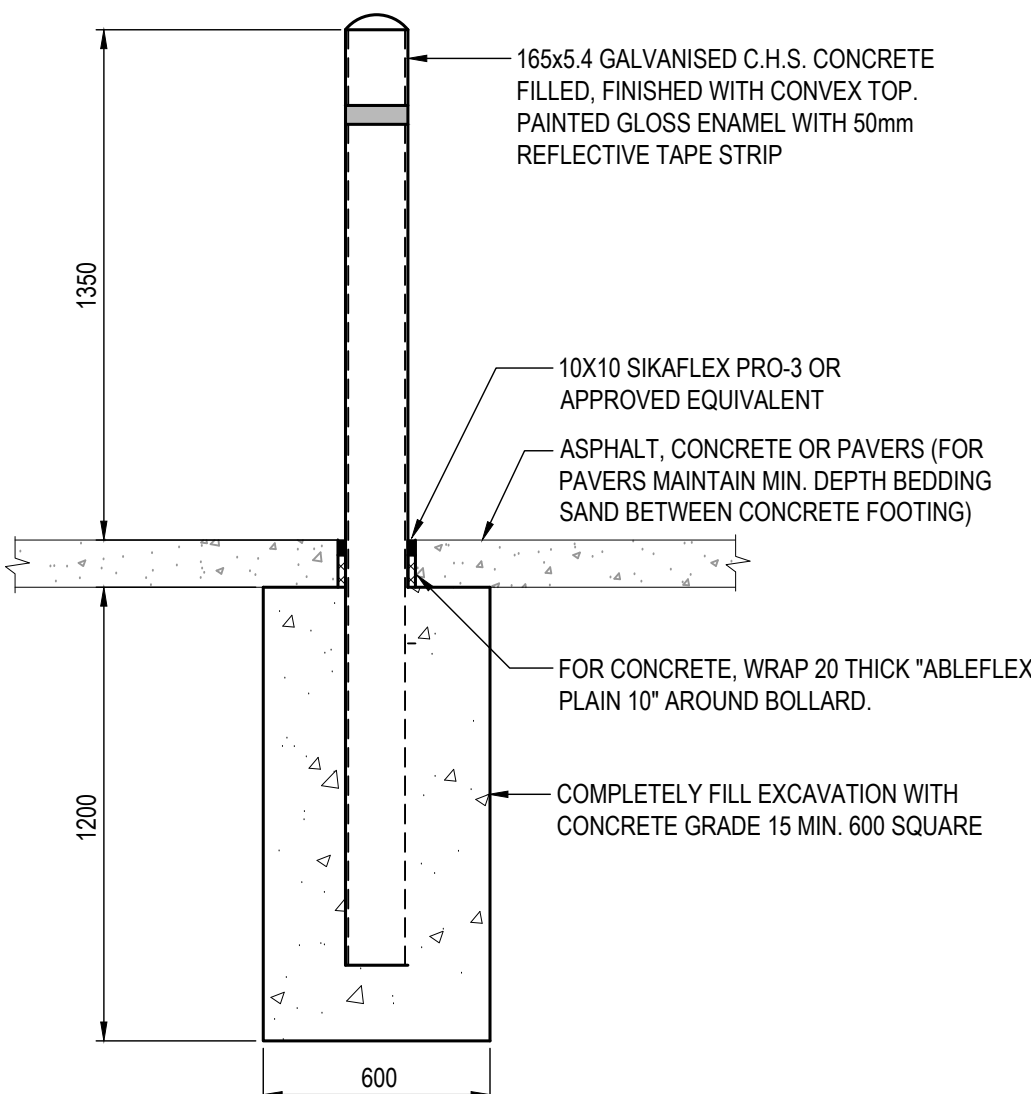 165x5.4 GALVANISED C.H.S. CONCRETE
FILLED, FINISHED WITH CONVEX TOP.
PAINTED GLOSS ENAMEL WITH 50mm
REFLECTIVE TAPE STRIP
1350
10X10 SIKAFLEX PRO-3 OR
APPROVED EQUIVALENT
ASPHALT, CONCRETE OR PAVERS (FOR
PAVERS MAINTAIN MIN. DEPTH BEDDING
SAND BETWEEN CONCRETE FOOTING)
FOR CONCRETE, WRAP 20 THICK "ABLEFLEX
PLAIN 10" AROUND BOLLARD.
1200
COMPLETELY FILL EXCAVATION WITH
CONCRETE GRADE 15 MIN. 600 SQUARE
600